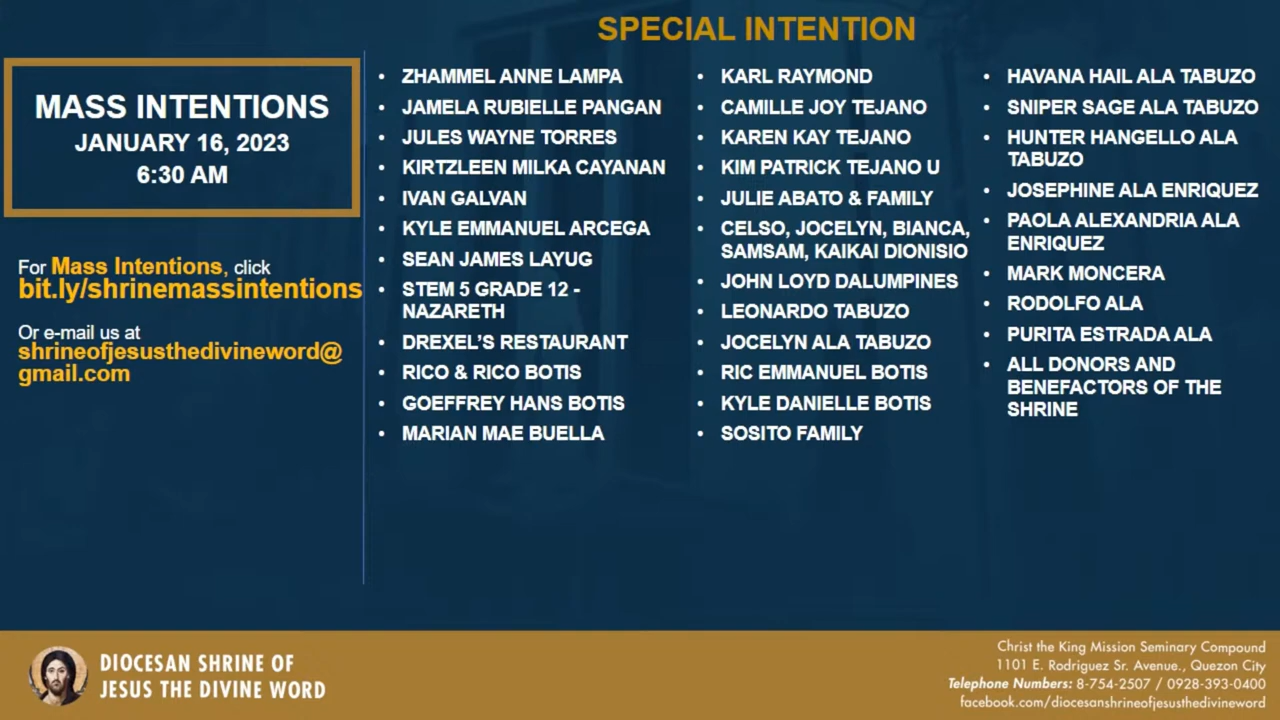 SPECIAL INTENTION
MASS INTENTIONS
JANUARY 16, 2023
6:30 AM
For Mass Intentions, click
bit.ly/shrinemassintentions
Or e-mail us at
shrineofjesusthedivineword@
gmail.com
• ZHAMMEL ANNE LAMPA
• JAMELA RUBIELLE PANGAN
• JULES WAYNE TORRES
• KIRTZLEEN MILKA CAYANAN
• IVAN GALVAN
• KYLE EMMANUEL ARCEGA
• SEAN JAMES LAYUG
• STEM 5 GRADE 12 -
NAZARETH
• DREXEL’S RESTAURANT
• RICO & RICO BOTIS
• GOEFFREY HANS BOTIS
• MARIAN MAE BUELLA
• KARL RAYMOND
• CAMILLE JOY TEJANO
• KAREN KAY TEJANO
• KIM PATRICK TEJANO U
• JULIE ABATO & FAMILY
• CELSO, JOCELYN, BIANCA,
SAMSAM, KAIKAI DIONISIO
• JOHN LOYD DALUMPINES
• LEONARDO TABUZO
• JOCELYN ALA TABUZO
• RIC EMMANUEL BOTIS
• KYLE DANIELLE BOTIS
• SOSITO FAMILY
• HAVANA HAIL ALA TABUZO
• SNIPER SAGE ALA TABUZO
• HUNTER HANGELLO ALA
TABUZO
• JOSEPHINE ALA ENRIQUEZ
• PAOLA ALEXANDRIA ALA
ENRIQUEZ
• MARK MONCERA
• RODOLFO ALA
• PURITA ESTRADA ALA
• ALL DONORS AND
BENEFACTORS OF THE
SHRINE
DIOCESAN SHRINE OF
JESUS THE DIVINE WORD
Christ the King Mission Seminary Compound
1101 E. Rodriguez Sr. Avenue., Quezon City
Telephone Numbers: 8-754-2507 / 0928-393-0400
facebook.com/diocesanshrineofjesusthedivineword